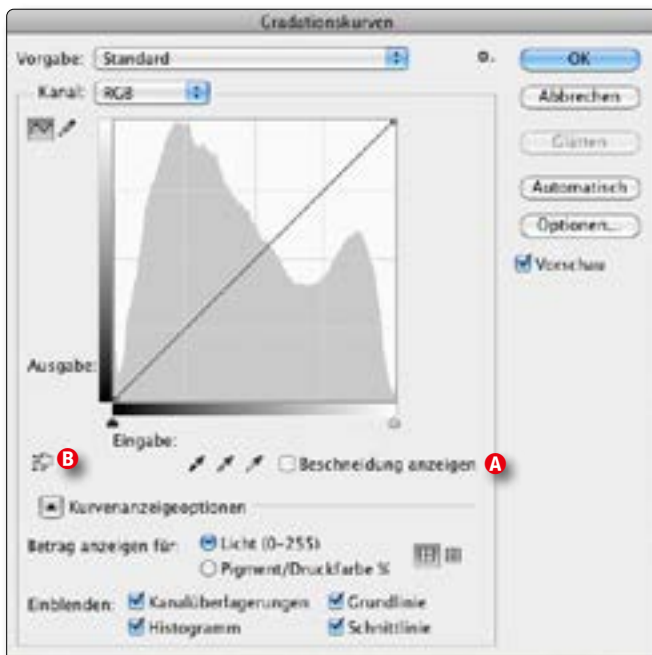 Gradationskurven
Vorgabe: Standard
OK
Kanal: RGB
Abbrechen
Glätten
Automatisch
Optionen...
Vorschau
Ausgabe:
Eingabe:
B
Beschneidung anzeigen A
Kurvenanzeigeoptionen
Betrag anzeigen für: Licht (0–255)
Pigment/Druckfarbe %
Einblenden: Kanalüberlagerungen Grundlinie
Histogramm Schnittlinie